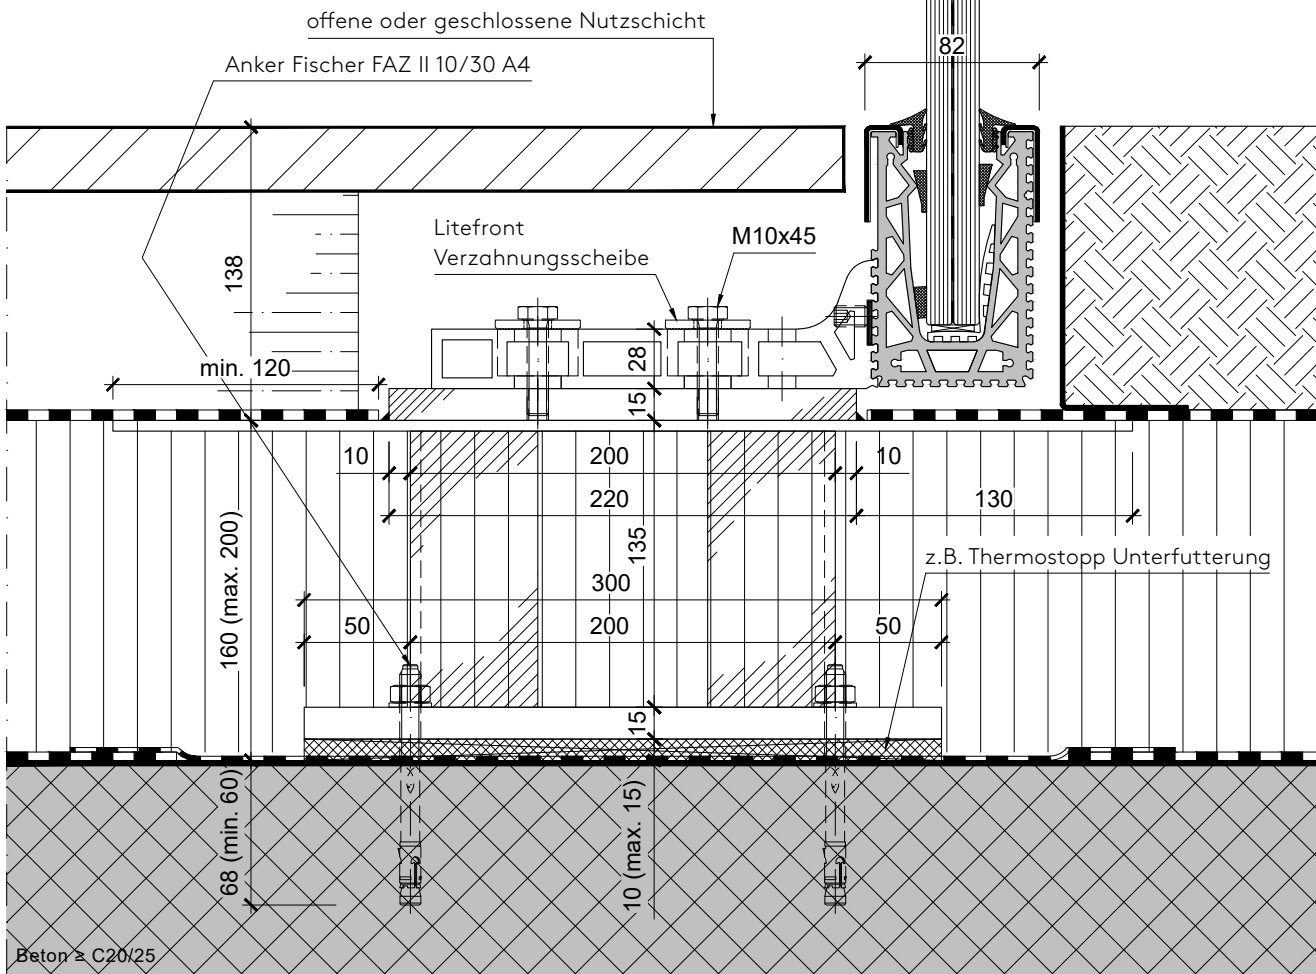 offene oder geschlossene Nutzschicht
Anker Fischer FAZ II 10/30 A4
82
138
Litefront
Verzahnungsscheibe
M10x45
min. 120
28
15
10
200
10
220
130
160 (max. 200)
135
z.B. Thermostopp Unterfutterung
300
50
200
50
15
68 (min. 60)
10 (max. 15)
Beton ≥ C20/25